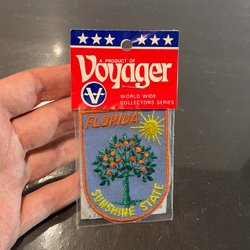 A PRODUCT OF
Voyager
WORLD WIDE
COLLECTORS SERIES
FLORIDA
SUNSHINE STATE